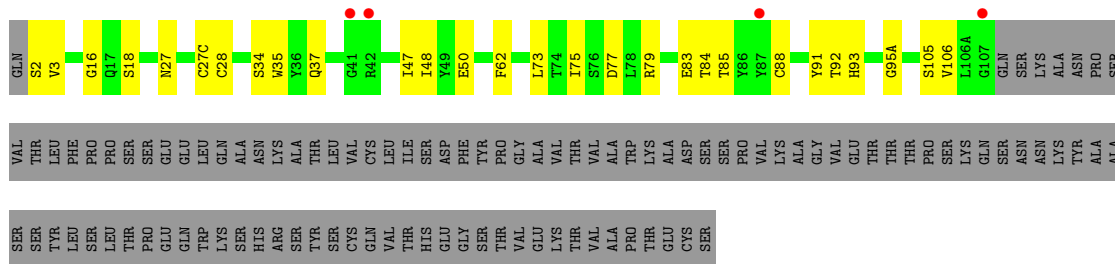 GLN S2 V3 G16 Q17 S18 N27 C27C C28 S34 W35 Y36 Q37 G41 R42 I47 I48 Y49 E50 F62 L73 T74 I75 S76 D77 L78 R79 E83 T84 T85 Y86 Y87 C88 Y91 T92 H93 G95A S105 V106 L106A G107 GLN SER LYS ALA ASN PRO SER
VAL THR LEU PHE PRO PRO SER SER GLU GLU LEU GLN ALA ASN LYS ALA THR LEU VAL CYS LEU ILE SER ASP PHE TYR PRO GLY ALA VAL THR VAL ALA TRP LYS ALA ASP SER SER PRO VAL LYS ALA GLY VAL GLU THR THR THR PRO SER LYS GLN SER ASN ASN LYS TYR ALA ALA
SER SER TYR LEU SER LEU THR PRO GLU GLN TRP LYS SER HIS ARG SER TYR SER CYS GLN VAL THR HIS GLU GLY SER THR VAL GLU LYS THR VAL ALA PRO THR GLU CYS SER